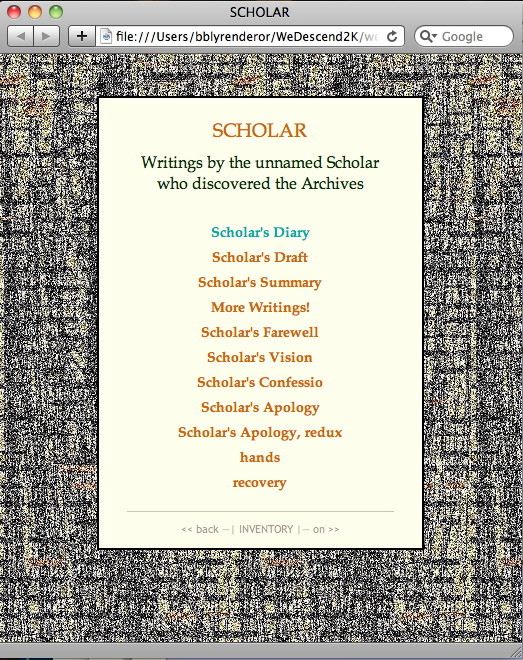 SCHOLAR
file:///Users/bblyrenderor/WeDescend2K/we
Google
SCHOLAR
Writings by the unnamed Scholar
who discovered the Archives
Scholar's Diary
Scholar's Draft
Scholar's Summary
More Writings!
Scholar's Farewell
Scholar's Vision
Scholar's Confessio
Scholar's Apology
Scholar's Apology, redux
hands
recovery
<< back —| INVENTORY |— on >>